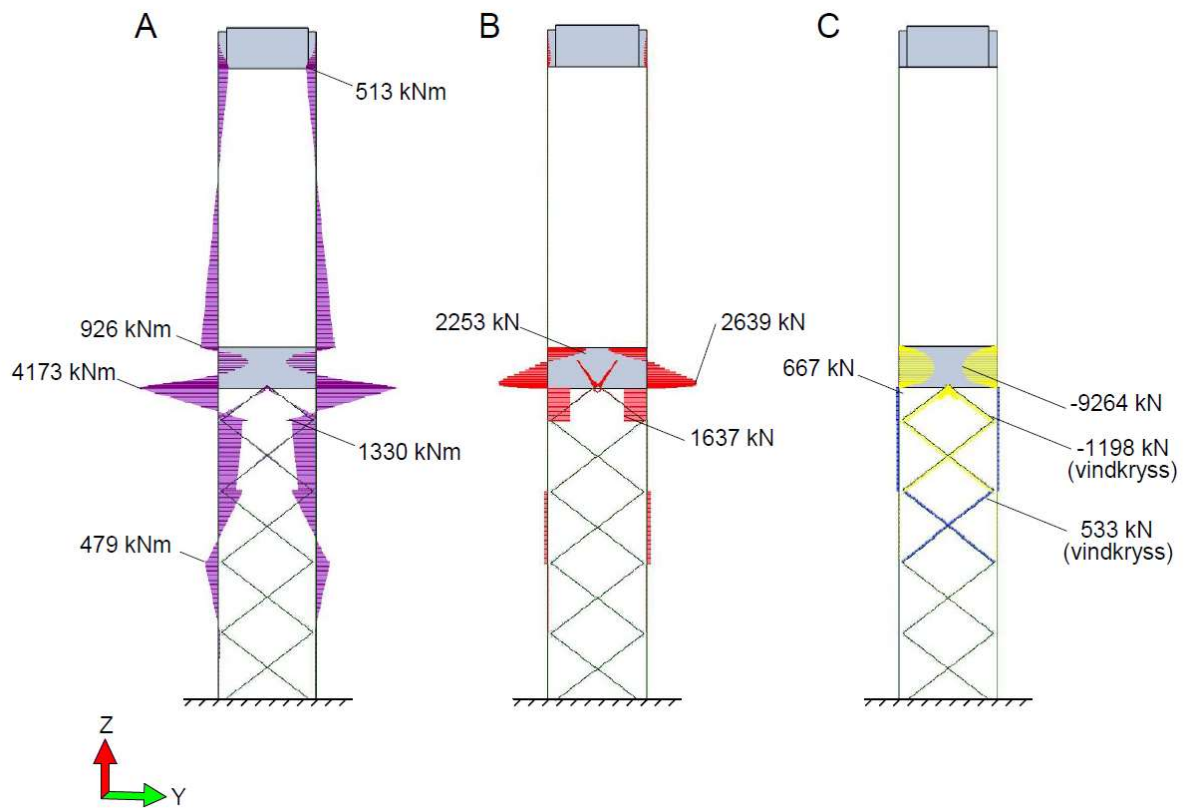 A
B
C
513 kNm
926 kNm
4173 kNm
1330 kNm
479 kNm
2253 kN
2639 kN
1637 kN
667 kN
-9264 kN
-1198 kN
(vindkryss)
533 kN
(vindkryss)
Z
Y